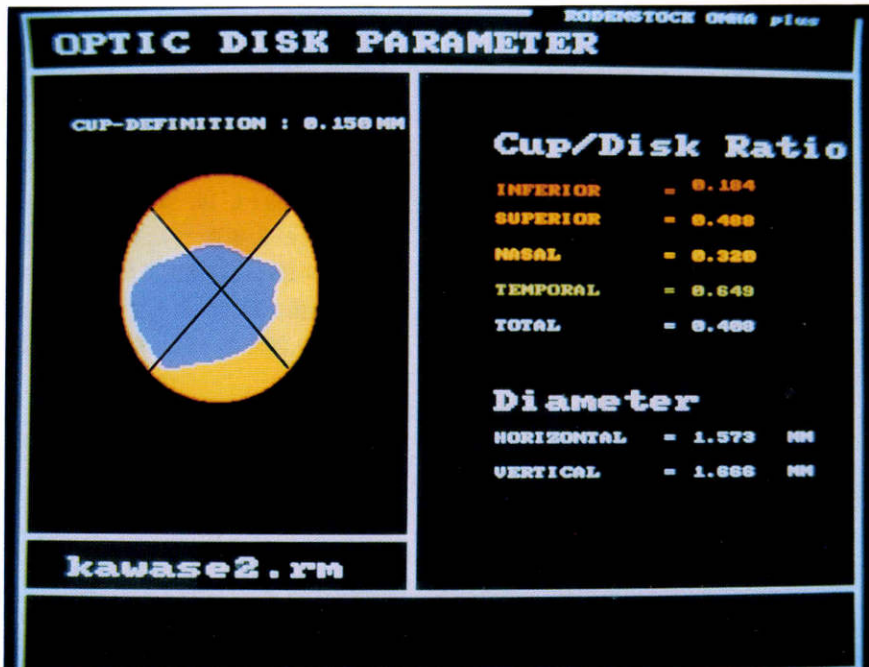 RODENSTOCK OMHA plus
OPTIC DISK PARAMETER
CUP-DEFINITION : 0.150 MM
Cup/Disk Ratio
INFERIOR = 0.184
SUPERIOR = 0.488
NASAL = 0.320
TEMPORAL = 0.649
TOTAL = 0.408
Diameter
HORIZONTAL = 1.573 MM
VERTICAL = 1.666 MM
kawase2.rm